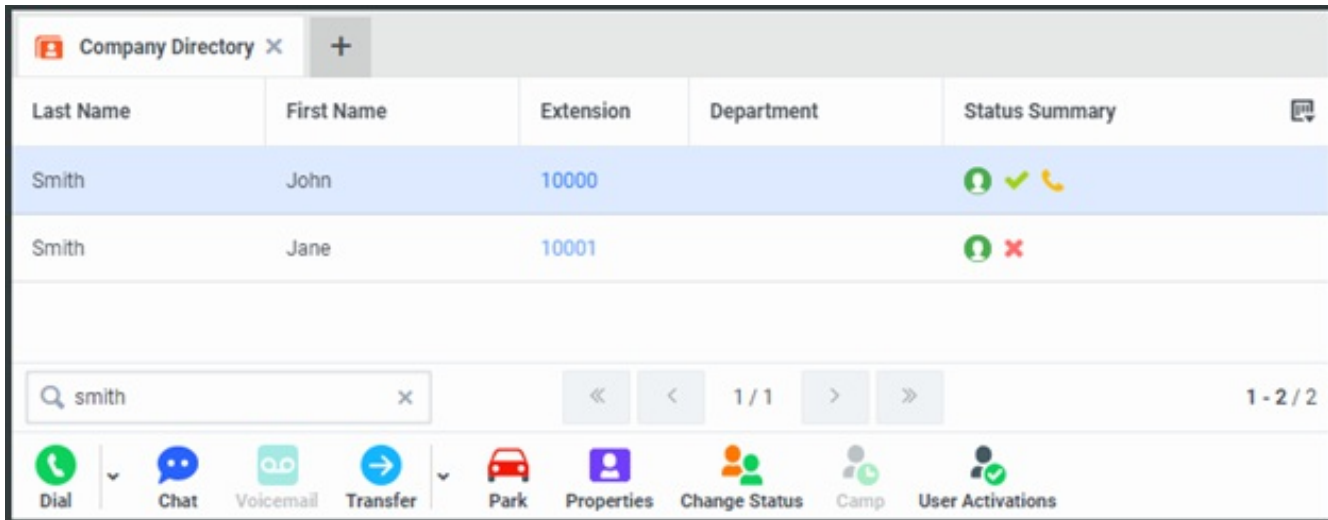 Company Directory
Last Name First Name Extension Department Status Summary
Smith John 10000
Smith Jane 10001
smith 1 / 1 1 - 2 / 2
Dial Chat Voicemail Transfer Park Properties Change Status Camp User Activations